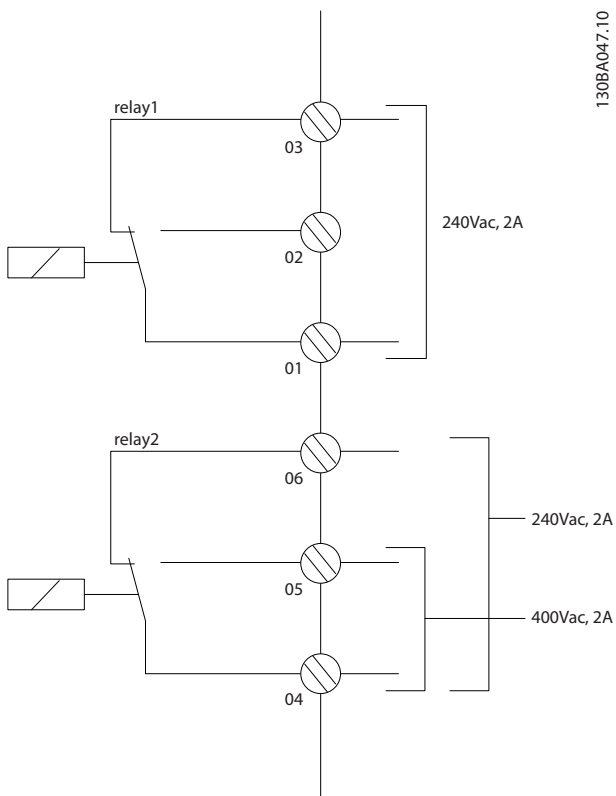 130BA047.10
relay1
03
02
01
240Vac, 2A
relay2
06
05
04
240Vac, 2A
400Vac, 2A